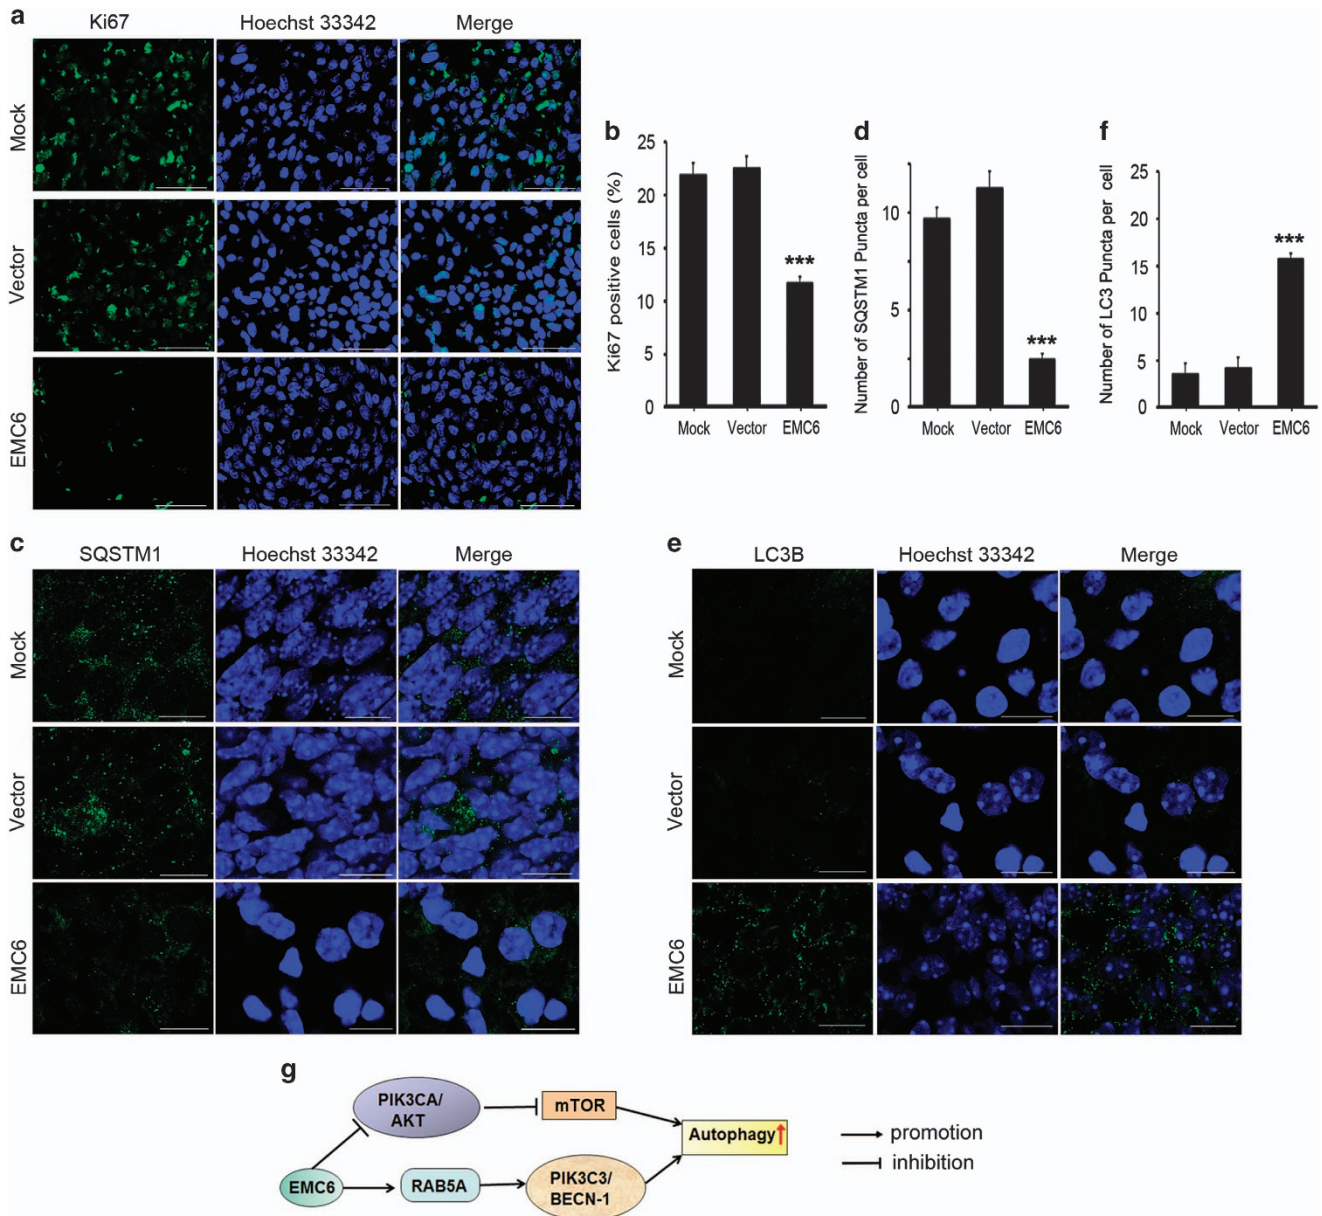 a
Ki67
Hoechst 33342
Merge
Mock
Vector
EMC6
b
Ki67 positive cells (%)
25
20
15
10
5
0
Mock
Vector
EMC6
***
d
Number of SQSTM1 Puncta per cell
10
5
0
Mock
Vector
EMC6
***
f
Number of LC3 Puncta per cell
25
20
15
10
5
0
Mock
Vector
EMC6
***
c
SQSTM1
Hoechst 33342
Merge
Mock
Vector
EMC6
e
LC3B
Hoechst 33342
Merge
Mock
Vector
EMC6
g
PIK3CA/
AKT
mTOR
Autophagy
EMC6
RAB5A
PIK3C3/
BECN-1
promotion
inhibition